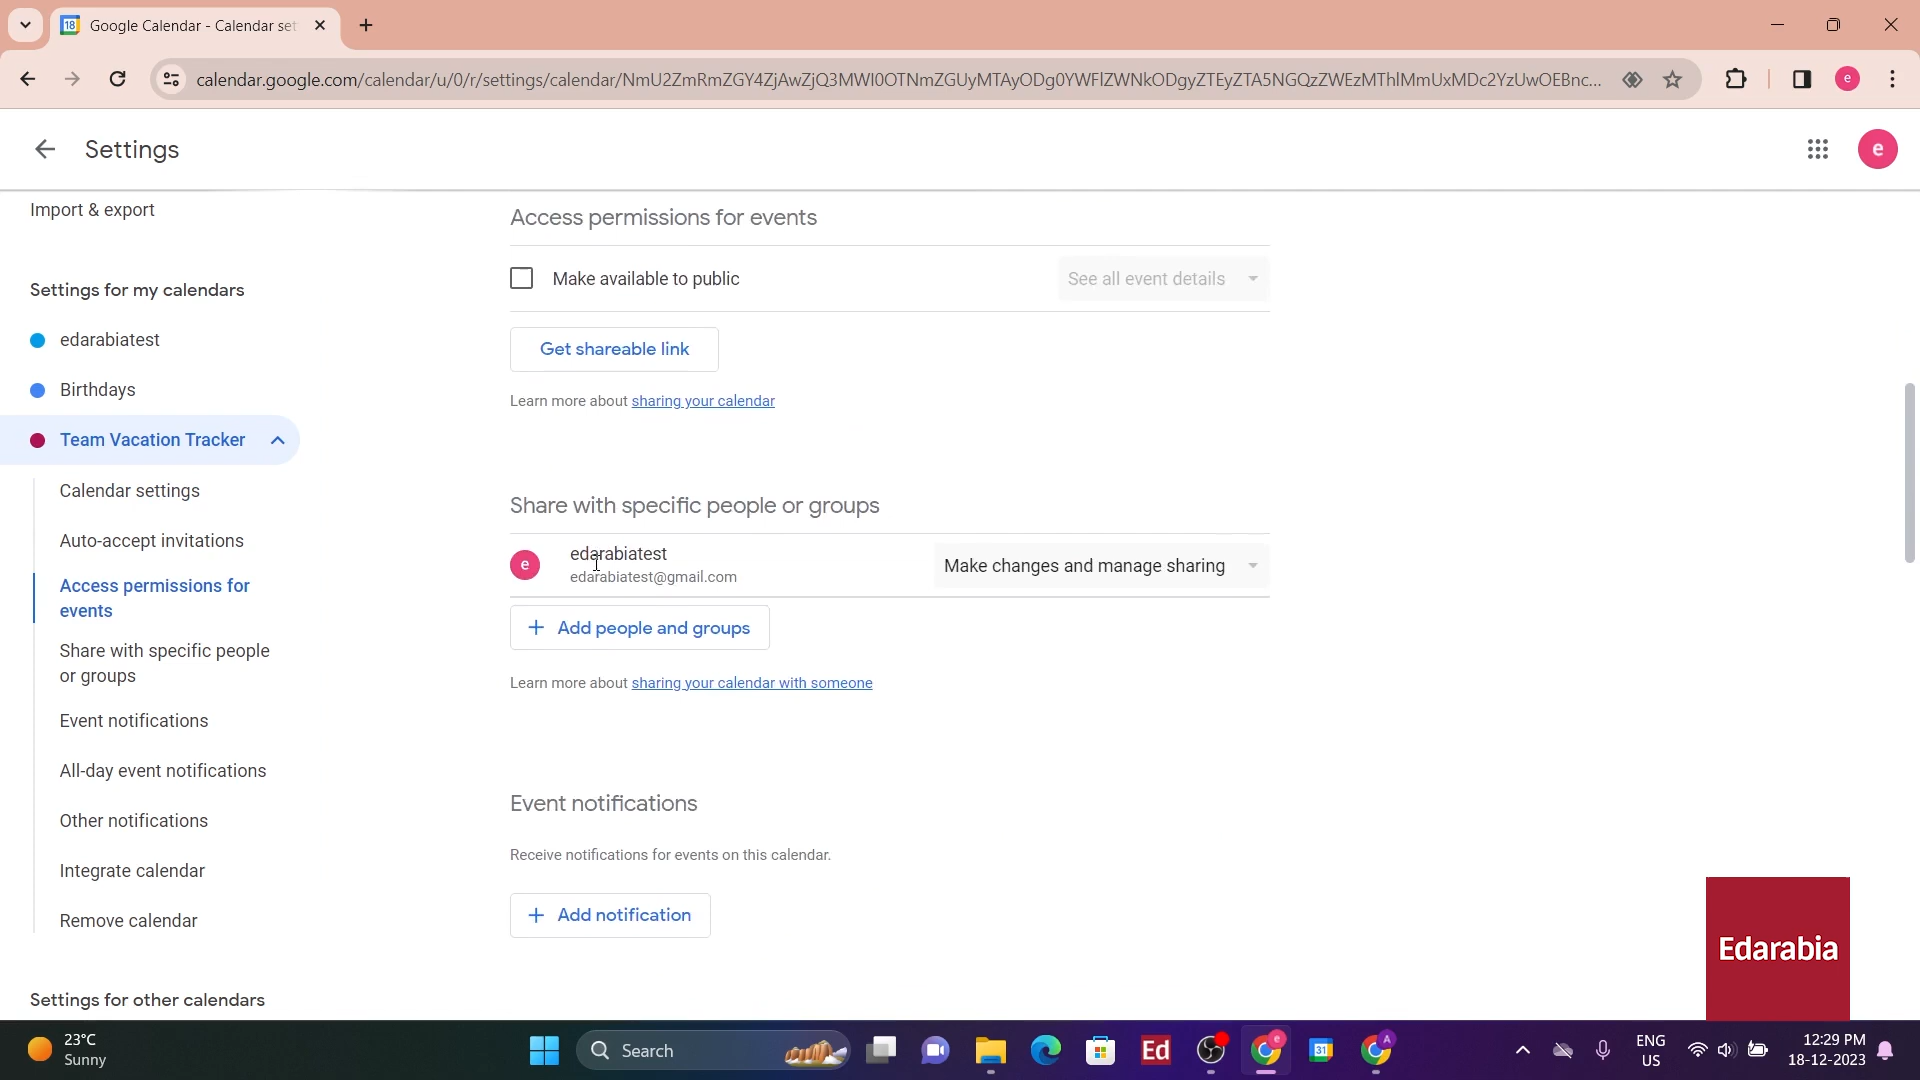 18
Google Calendar - Calendar set
calendar.google.com/calendar/u/0/r/settings/calendar/NmU2ZmRmZGY4ZjAwZjQ3MWI0OTNmZGUyMTAyODg0YWFlZWNkODgyZTEyZTA5NGQzZWEzMThlMmUxMDc2YzUwOEBnc...
e
Settings
e
Import & export
Settings for my calendars
edarabiatest
Birthdays
Team Vacation Tracker
Calendar settings
Auto-accept invitations
Access permissions for
events
Share with specific people
or groups
Event notifications
All-day event notifications
Other notifications
Integrate calendar
Remove calendar
Settings for other calendars
Access permissions for events
Make available to public
See all event details
Get shareable link
Learn more about sharing your calendar
Share with specific people or groups
e
edarabiatest
edarabiatest@gmail.com
Make changes and manage sharing
+ Add people and groups
Learn more about sharing your calendar with someone
Event notifications
Receive notifications for events on this calendar.
+ Add notification
Edarabia
23°C
Sunny
Search
Ed
e
31
A
ENG
US
12:29 PM
18-12-2023